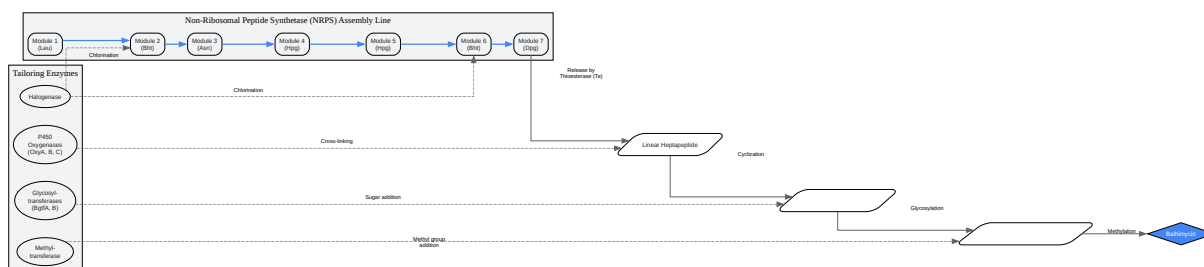 Non-Ribosomal Peptide Synthetase (NRPS) Assembly Line
Module 1
(Leu)
Module 2
(Bht)
Module 3
(Asn)
Module 4
(Hpg)
Module 5
(Hpg)
Module 6
(Bht)
Module 7
(Dpg)
Chlorination
Release by
Thioesterase (Te)
Tailoring Enzymes
Halogenase
Chlorination
P450
Oxygenases
(OxyA, B, C)
Cross-linking
Linear Heptapeptide
Cyclization
Glycosyl-
transferases
(BgtfA, B)
Sugar addition
Glycosylation
Methyl-
transferase
Methyl group
addition
Methylation
Balhimycin